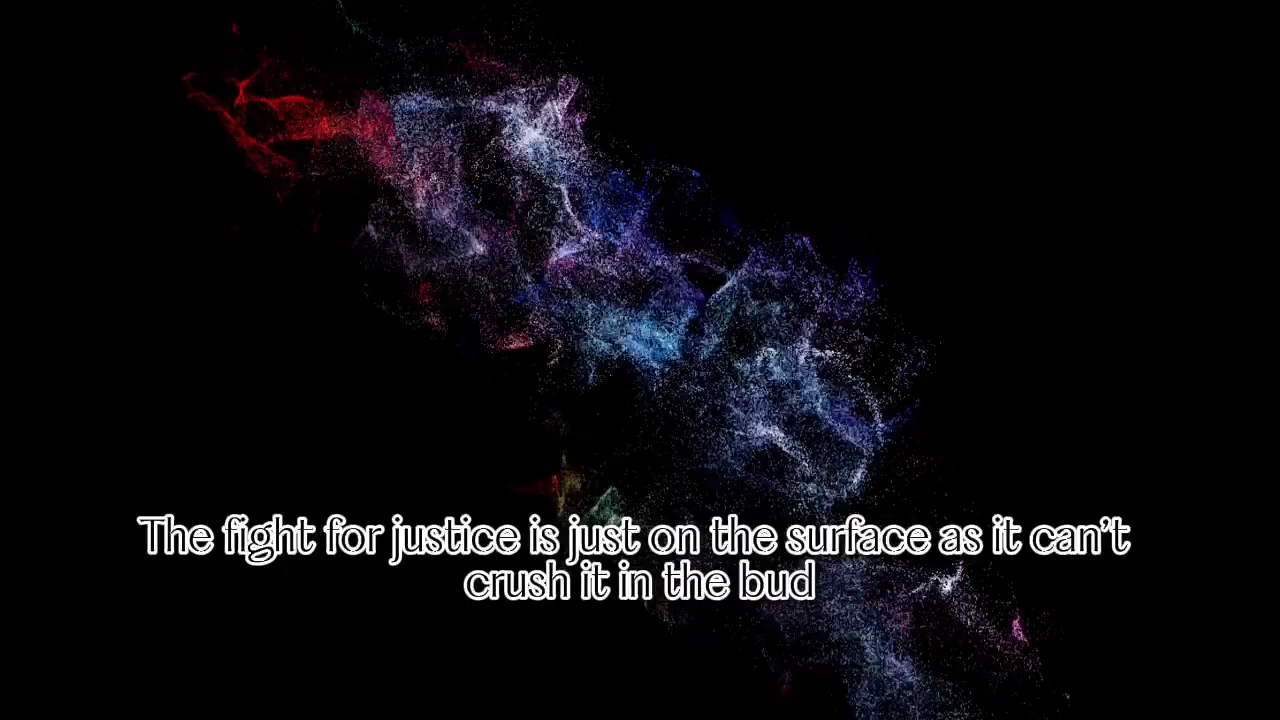 The fight for justice is just on the surface as it can’t
crush it in the bud